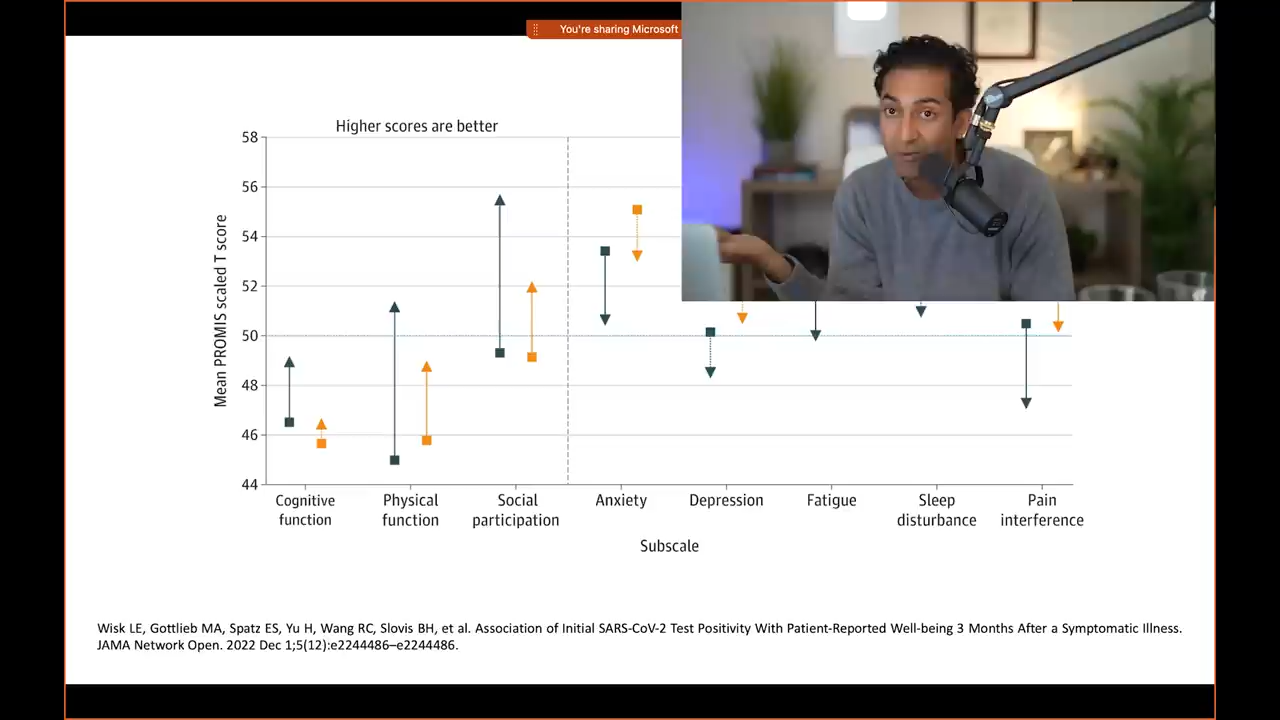 You're sharing Microsoft
Higher scores are better
58
56
54
52
50
48
46
44
Mean PROMIS scaled T score
Cognitive function
Physical function
Social participation
Anxiety
Depression
Fatigue
Sleep disturbance
Pain interference
Subscale
Wisk LE, Gottlieb MA, Spatz ES, Yu H, Wang RC, Slovis BH, et al. Association of Initial SARS-CoV-2 Test Positivity With Patient-Reported Well-being 3 Months After a Symptomatic Illness.
JAMA Network Open. 2022 Dec 1;5(12):e2244486–e2244486.